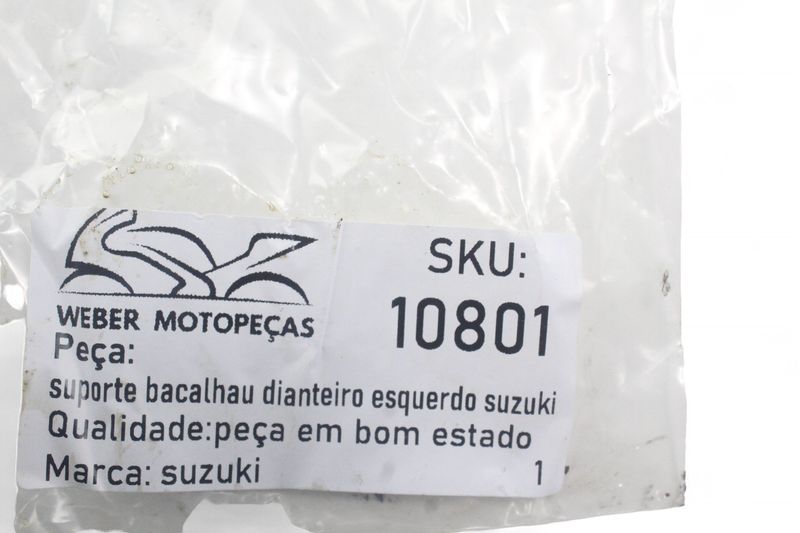 WEBER MOTOPEÇAS
SKU:
10801
Peça:
suporte bacalhau dianteiro esquerdo suzuki
Qualidade:peça em bom estado
Marca: suzuki 1